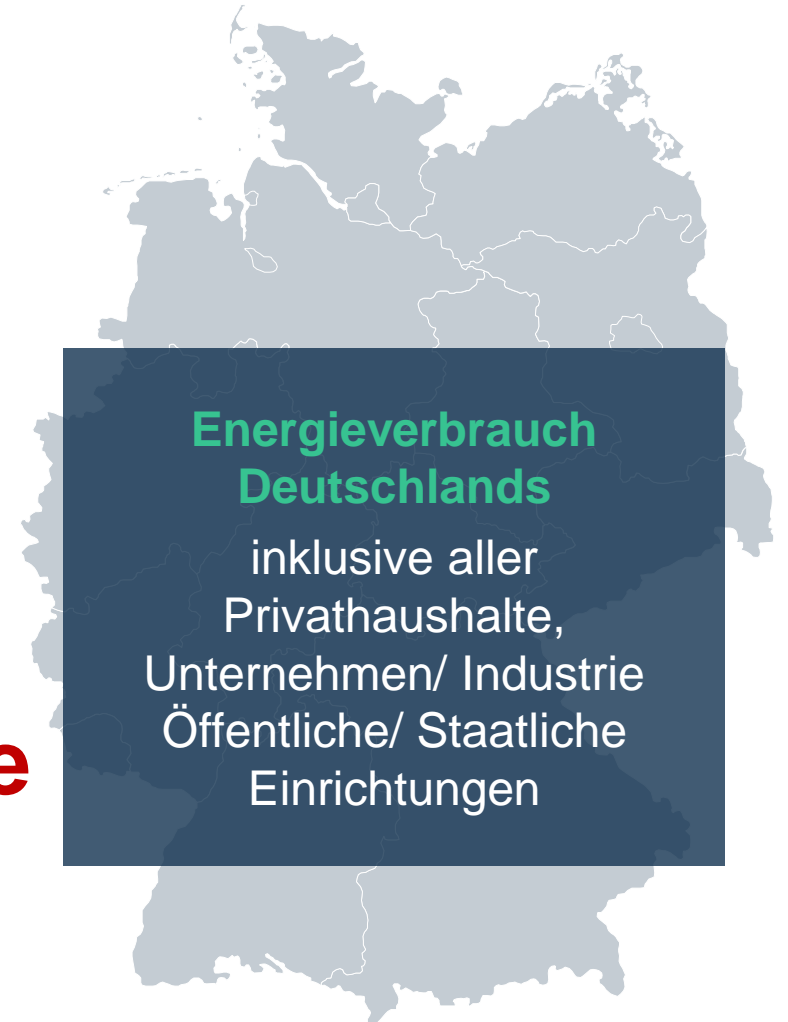 Energieverbrauch
Deutschlands
inklusive aller
Privathaushalte,
Unternehmen/ Industrie
Öffentliche/ Staatliche
Einrichtungen
e